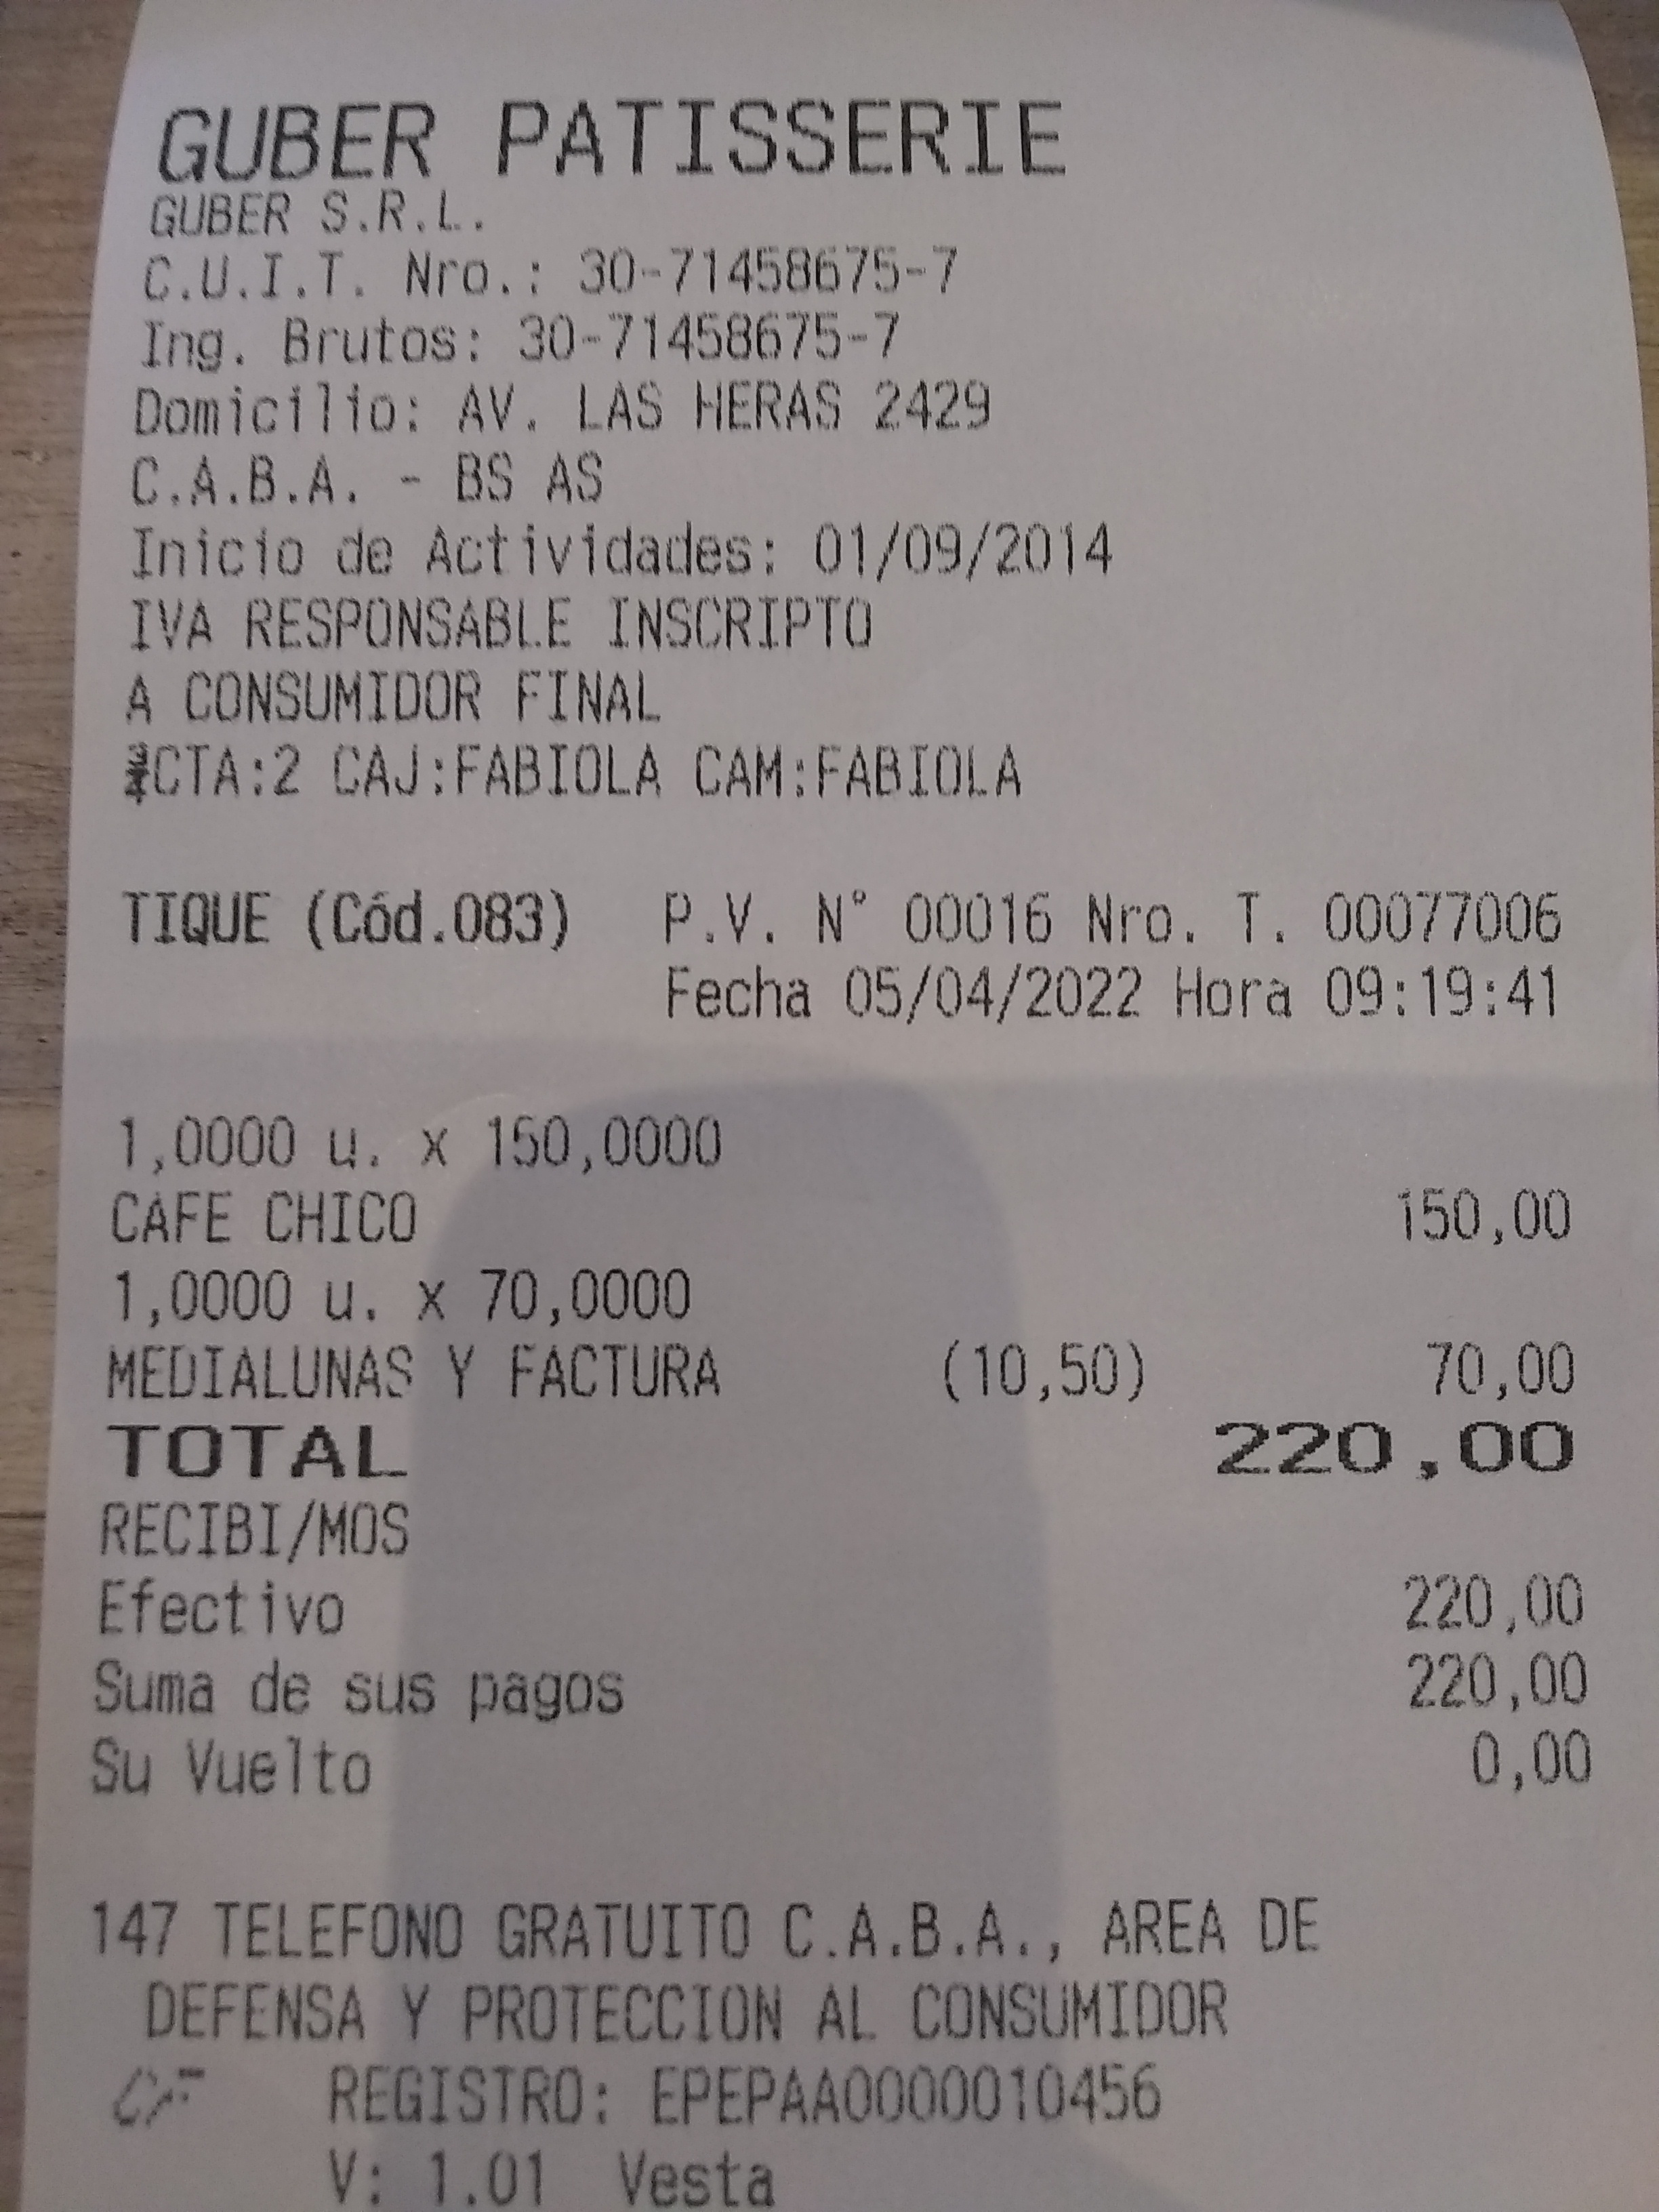 GUBER PATISSERIE
GUBER S.R.L.
C.U.I.T. Nro.: 30-71458675-7
Ing. Brutos: 30-71458675-7
Domicilio: AV. LAS HERAS 2429
C.A.B.A. - BS AS
Inicio de Actividades: 01/09/2014
IVA RESPONSABLE INSCRIPTO
A CONSUMIDOR FINAL
CTA:2 CAJ:FABIOLA CAM:FABIOLA
TIQUE (Cód.083) P.V. N° 00016 Nro. T. 00077006
Fecha 05/04/2022 Hora 09:19:41
1,0000 u. x 150,0000
CAFE CHICO 150,00
1,0000 u. x 70,0000
MEDIALUNAS Y FACTURA (10,50) 70,00
TOTAL 220,00
RECIBI/MOS
Efectivo 220,00
Suma de sus pagos 220,00
Su Vuelto 0,00
147 TELEFONO GRATUITO C.A.B.A., AREA DE
DEFENSA Y PROTECCION AL CONSUMIDOR
CF REGISTRO: EPEPAA0000010456
V: 1.01 Vesta